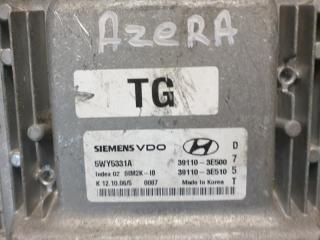 AZERA
TG
SIEMENS VDO
5WY5331A 39110-3E500
Index 02 SIM2K-IB 39110-3E510
K 12.10.06/5 0087 Made In Korea
D
7
5
T